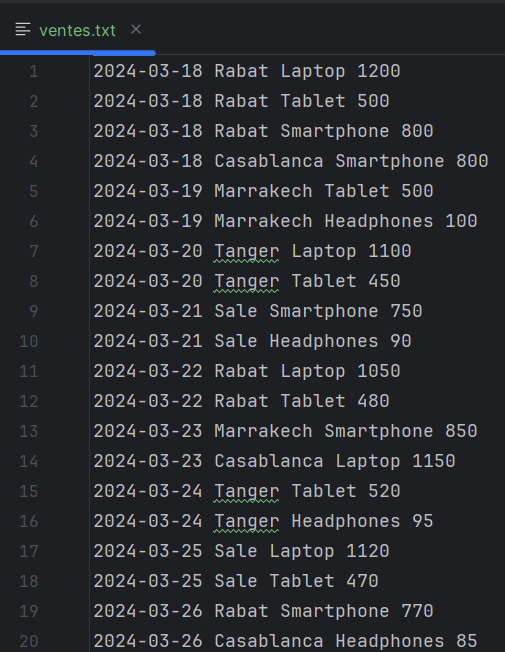 ventes.txt
1 2024-03-18 Rabat Laptop 1200
2 2024-03-18 Rabat Tablet 500
3 2024-03-18 Rabat Smartphone 800
4 2024-03-18 Casablanca Smartphone 800
5 2024-03-19 Marrakech Tablet 500
6 2024-03-19 Marrakech Headphones 100
7 2024-03-20 Tanger Laptop 1100
8 2024-03-20 Tanger Tablet 450
9 2024-03-21 Sale Smartphone 750
10 2024-03-21 Sale Headphones 90
11 2024-03-22 Rabat Laptop 1050
12 2024-03-22 Rabat Tablet 480
13 2024-03-23 Marrakech Smartphone 850
14 2024-03-23 Casablanca Laptop 1150
15 2024-03-24 Tanger Tablet 520
16 2024-03-24 Tanger Headphones 95
17 2024-03-25 Sale Laptop 1120
18 2024-03-25 Sale Tablet 470
19 2024-03-26 Rabat Smartphone 770
20 2024-03-26 Casablanca Headphones 85